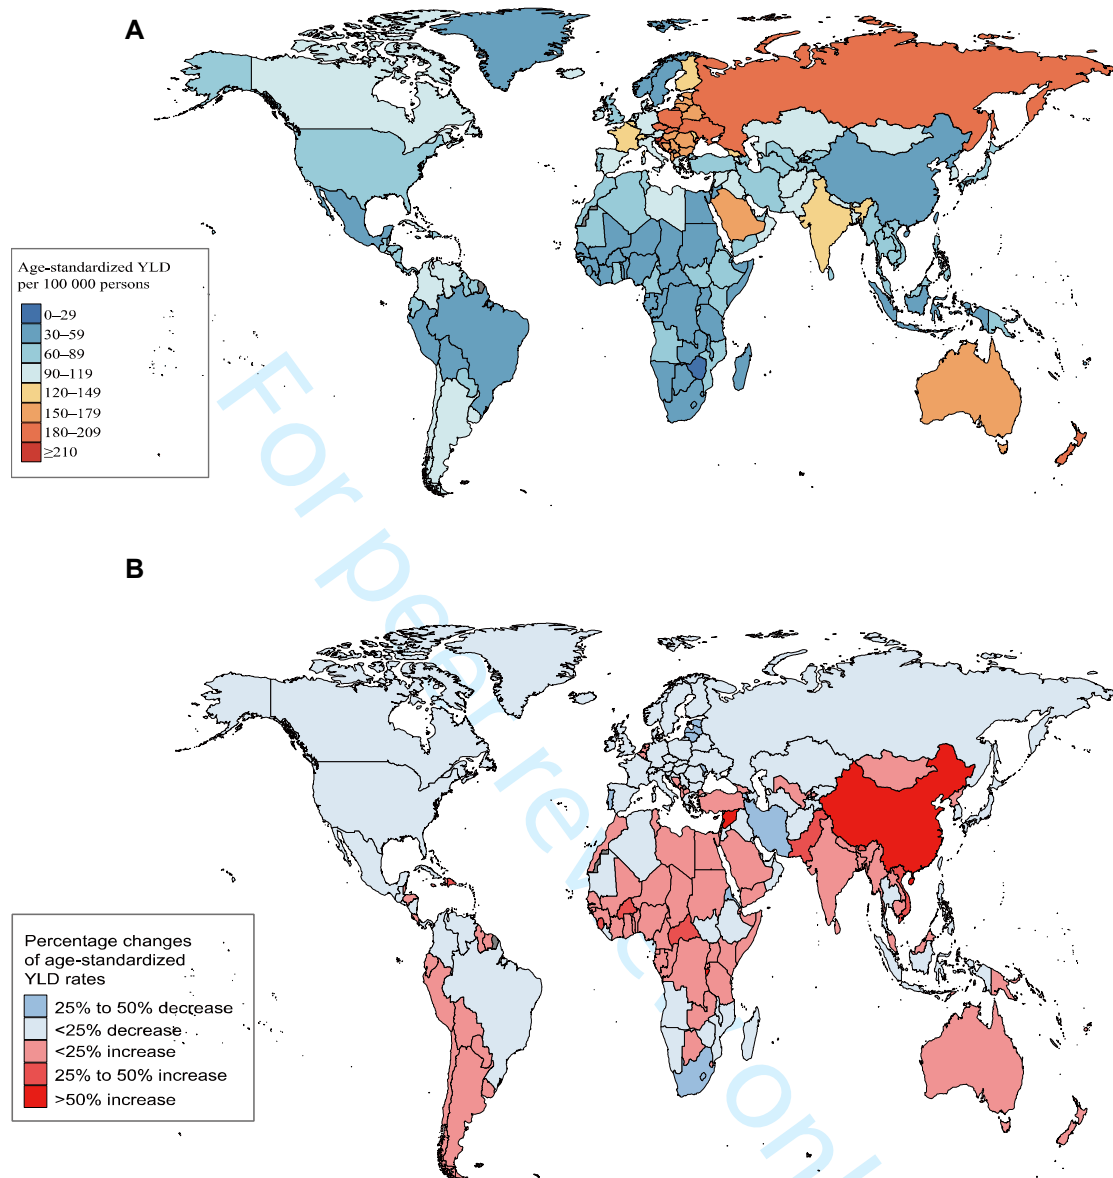 A
Age-standardized YLD
per 100 000 persons
0–29
30–59
60–89
90–119
120–149
150–179
180–209
≥210
B
Percentage changes
of age-standardized
YLD rates
25% to 50% decrease
<25% decrease
<25% increase
25% to 50% increase
>50% increase
For peer review only